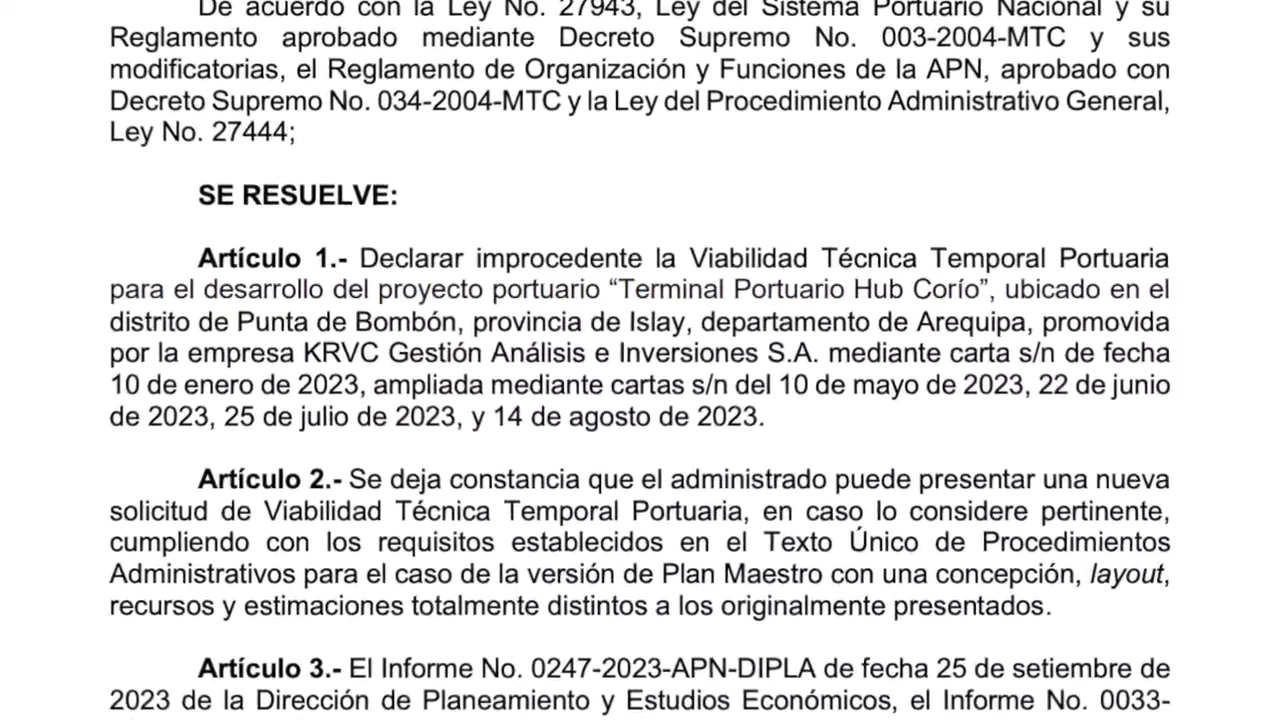 De acuerdo con la Ley No. 27943, Ley del Sistema Portuario Nacional y su
Reglamento aprobado mediante Decreto Supremo No. 003-2004-MTC y sus
modificatorias, el Reglamento de Organización y Funciones de la APN, aprobado con
Decreto Supremo No. 034-2004-MTC y la Ley del Procedimiento Administrativo General,
Ley No. 27444;
SE RESUELVE:
Artículo 1.- Declarar improcedente la Viabilidad Técnica Temporal Portuaria
para el desarrollo del proyecto portuario “Terminal Portuario Hub Corío”, ubicado en el
distrito de Punta de Bombón, provincia de Islay, departamento de Arequipa, promovida
por la empresa KRVC Gestión Análisis e Inversiones S.A. mediante carta s/n de fecha
10 de enero de 2023, ampliada mediante cartas s/n del 10 de mayo de 2023, 22 de junio
de 2023, 25 de julio de 2023, y 14 de agosto de 2023.
Artículo 2.- Se deja constancia que el administrado puede presentar una nueva
solicitud de Viabilidad Técnica Temporal Portuaria, en caso lo considere pertinente,
cumpliendo con los requisitos establecidos en el Texto Único de Procedimientos
Administrativos para el caso de la versión de Plan Maestro con una concepción, layout,
recursos y estimaciones totalmente distintos a los originalmente presentados.
Artículo 3.- El Informe No. 0247-2023-APN-DIPLA de fecha 25 de setiembre de
2023 de la Dirección de Planeamiento y Estudios Económicos, el Informe No. 0033-